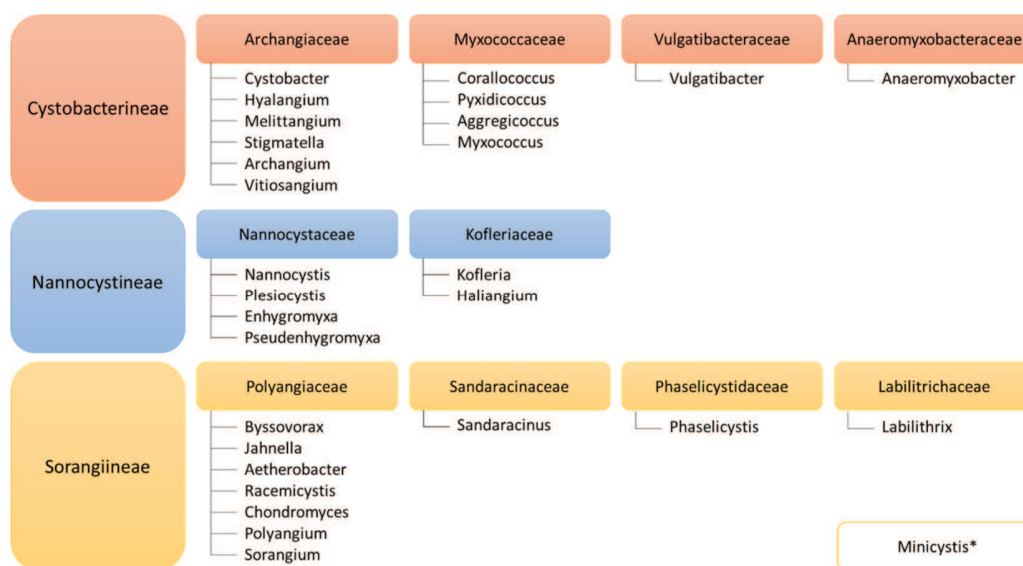 Cystobacterineae
Archangiaceae
Cystobacter
Hyalangium
Melittangium
Stigmatella
Archangium
Vitiosangium
Myxococcaceae
Corallococcus
Pyxidicoccus
Aggregicoccus
Myxococcus
Vulgatibacteraceae
Vulgatibacter
Anaeromyxobacteraceae
Anaeromyxobacter
Nannocystineae
Nannocystaceae
Nannocystis
Plesiocystis
Enhygromyxa
Pseudenhygromyxa
Kofleriaceae
Kofleria
Haliangium
Sorangiineae
Polyangiaceae
Byssovorax
Jahnella
Aetherobacter
Racemicystis
Chondromyces
Polyangium
Sorangium
Sandaracinaceae
Sandaracinus
Phaselicystidaceae
Phaselicystis
Labilitrichaceae
Labilithrix
Minicystis*